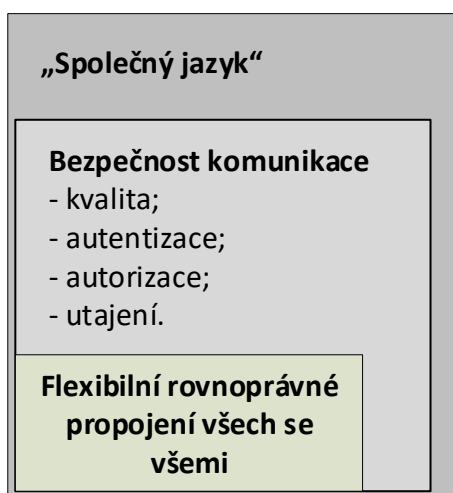 „Společný jazyk“
Bezpečnost komunikace
- kvalita;
- autentizace;
- autorizace;
- utajení.
Flexibilní rovnoprávné
propojení všech se
všemi